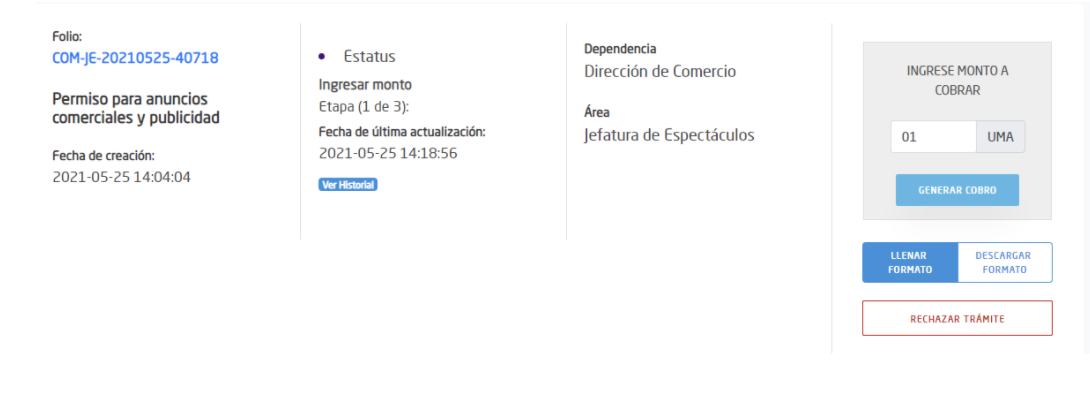 Folio:
COM-JE-20210525-40718
Permiso para anuncios
comerciales y publicidad
Fecha de creación:
2021-05-25 14:04:04
• Estatus
Ingresar monto
Etapa (1 de 3):
Fecha de última actualización:
2021-05-25 14:18:56
Ver Historial
Dependencia
Dirección de Comercio
Área
Jefatura de Espectáculos
INGRESE MONTO A
COBRAR
01 UMA
GENERAR COBRO
LLENAR
FORMATO
DESCARGAR
FORMATO
RECHAZAR TRÁMITE